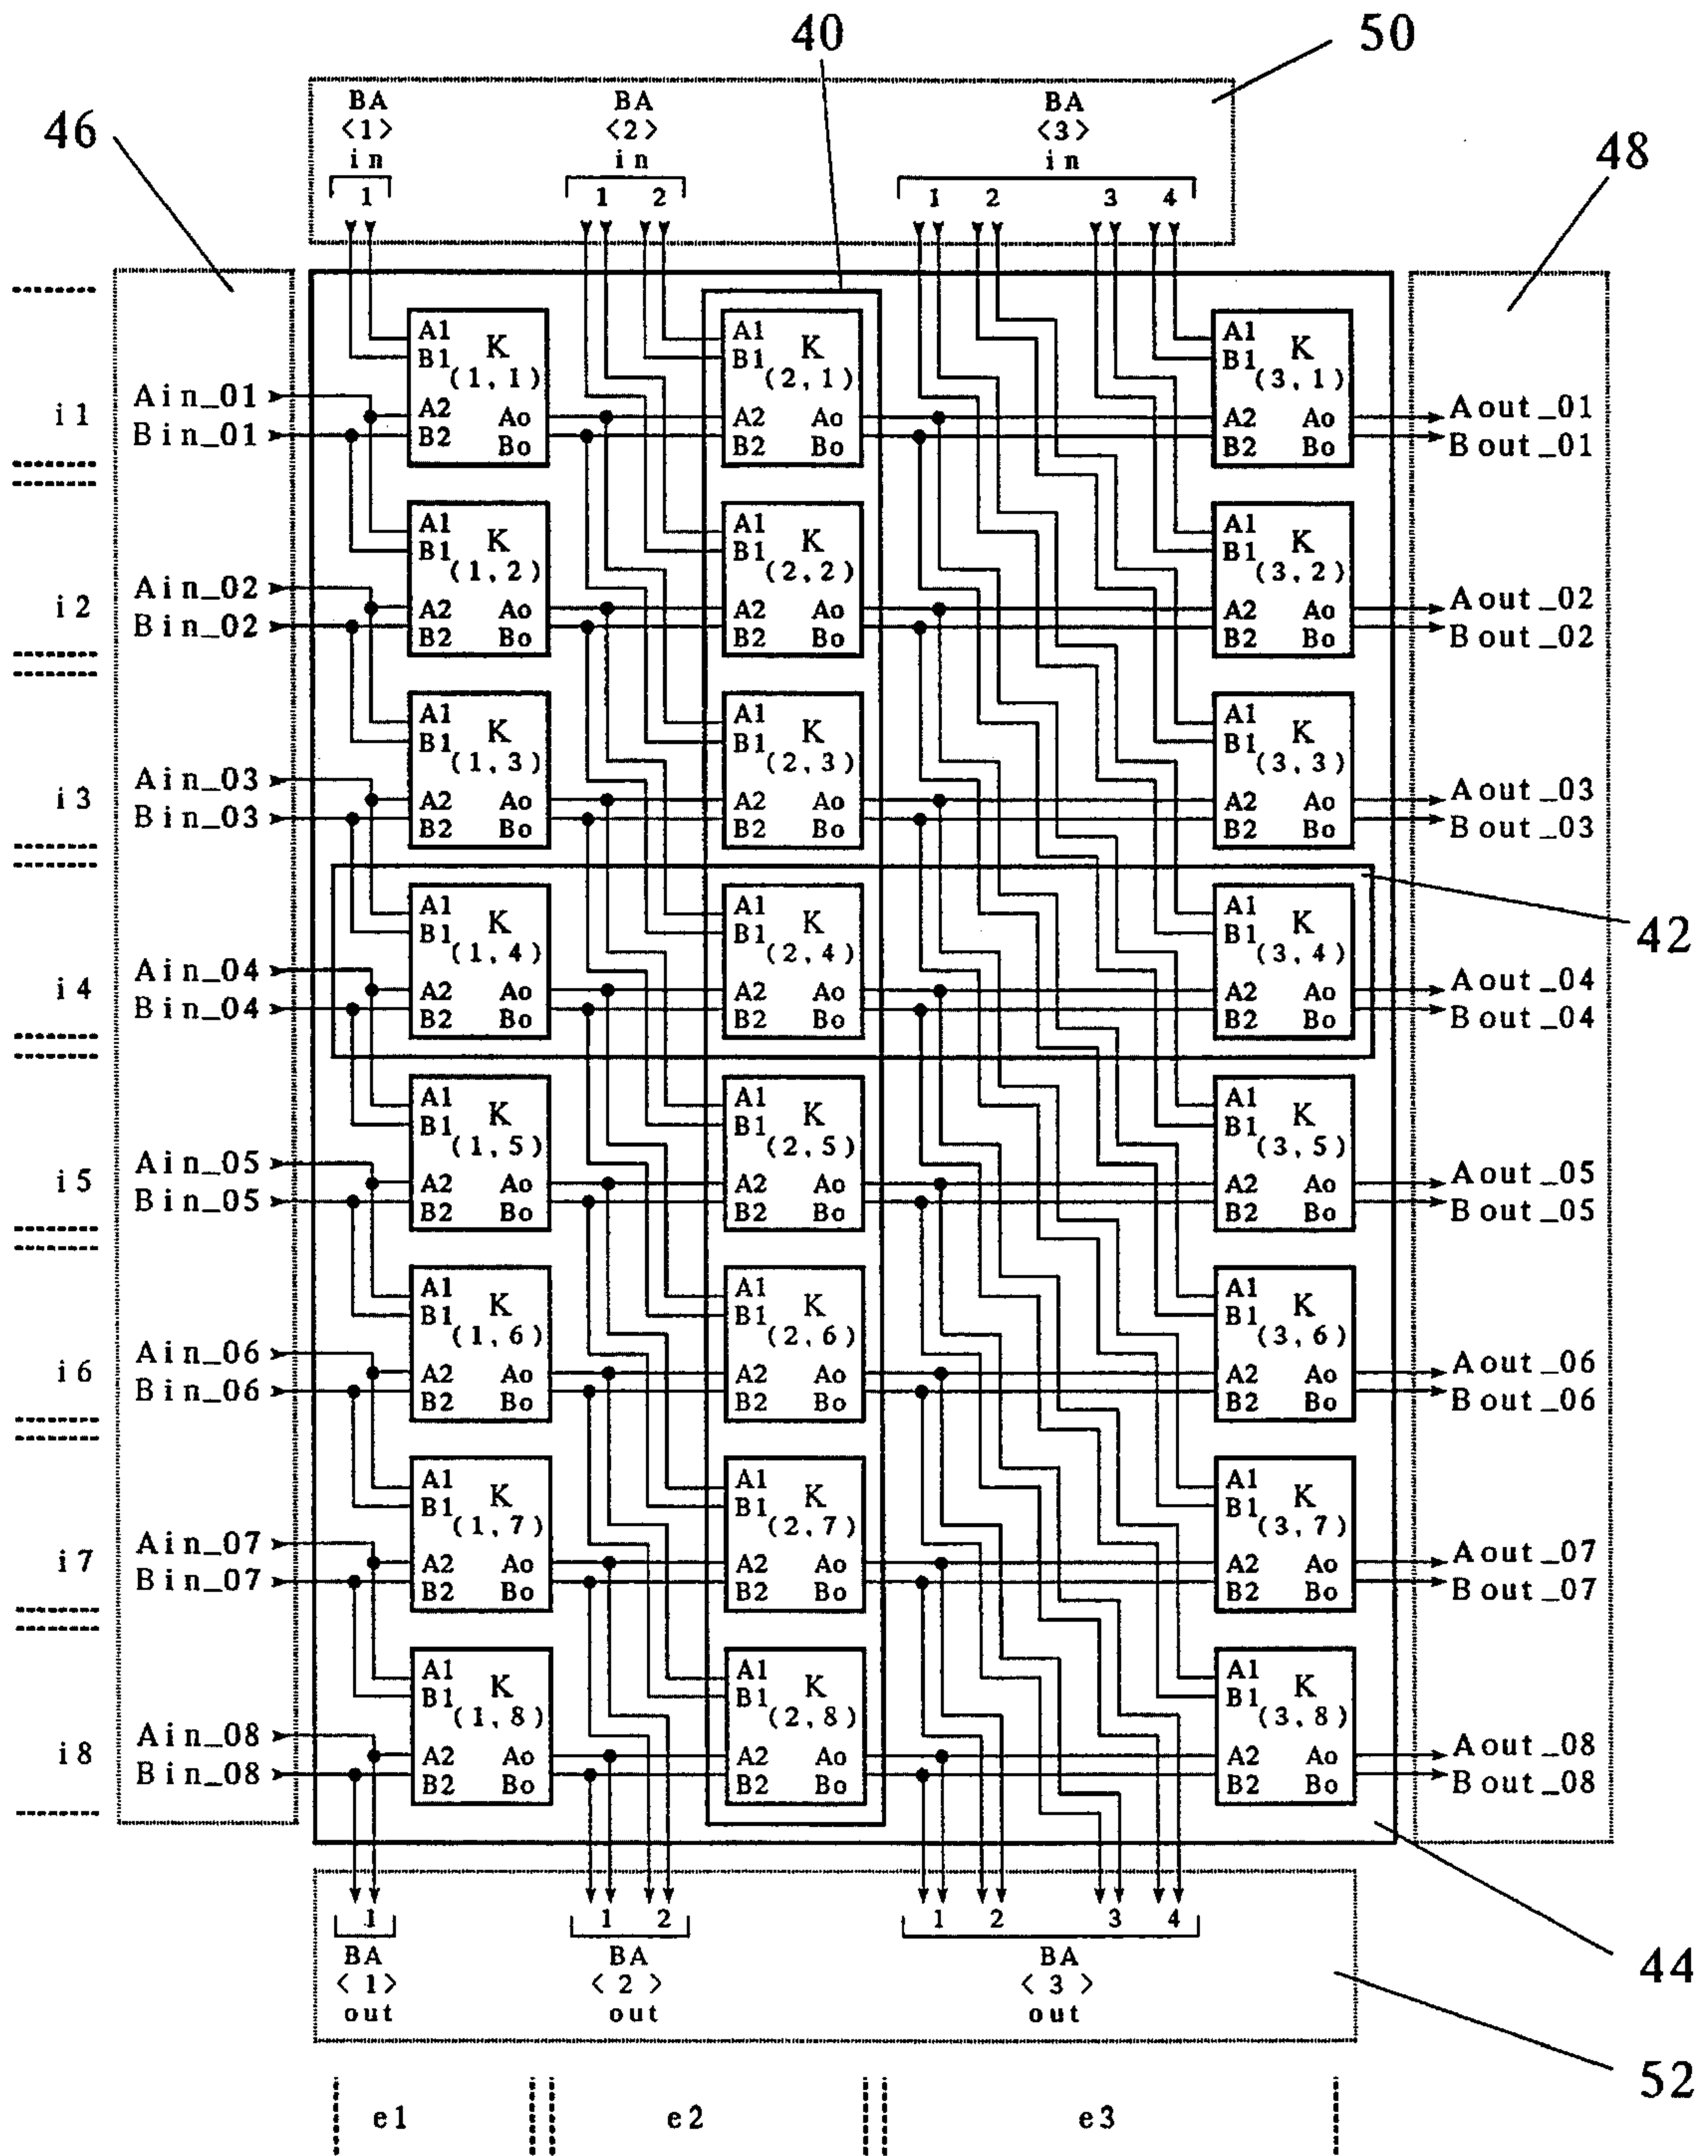 40
50
46
48
BA BA BA
<1> <2> <3>
in in in
1 1 2 1 2 3 4
A1 K A1 K A1 K
B1 (1,1) B1 (2,1) B1 (3,1)
i1 Ain_01 A2 Ao A2 Ao A2 Ao Aout_01
Bin_01 B2 Bo B2 Bo B2 Bo Bout_01
A1 K A1 K A1 K
B1 (1,2) B1 (2,2) B1 (3,2)
i2 Ain_02 A2 Ao A2 Ao A2 Ao Aout_02
Bin_02 B2 Bo B2 Bo B2 Bo Bout_02
A1 K A1 K A1 K
B1 (1,3) B1 (2,3) B1 (3,3)
i3 Ain_03 A2 Ao A2 Ao A2 Ao Aout_03
Bin_03 B2 Bo B2 Bo B2 Bo Bout_03
A1 K A1 K A1 K
42
B1 (1,4) B1 (2,4) B1 (3,4)
i4 Ain_04 A2 Ao A2 Ao A2 Ao Aout_04
Bin_04 B2 Bo B2 Bo B2 Bo Bout_04
A1 K A1 K A1 K
B1 (1,5) B1 (2,5) B1 (3,5)
i5 Ain_05 A2 Ao A2 Ao A2 Ao Aout_05
Bin_05 B2 Bo B2 Bo B2 Bo Bout_05
A1 K A1 K A1 K
B1 (1,6) B1 (2,6) B1 (3,6)
i6 Ain_06 A2 Ao A2 Ao A2 Ao Aout_06
Bin_06 B2 Bo B2 Bo B2 Bo Bout_06
A1 K A1 K A1 K
B1 (1,7) B1 (2,7) B1 (3,7)
i7 Ain_07 A2 Ao A2 Ao A2 Ao Aout_07
Bin_07 B2 Bo B2 Bo B2 Bo Bout_07
A1 K A1 K A1 K
B1 (1,8) B1 (2,8) B1 (3,8)
i8 Ain_08 A2 Ao A2 Ao A2 Ao Aout_08
Bin_08 B2 Bo B2 Bo B2 Bo Bout_08
1 1 2 1 2 3 4
BA BA BA
<1> <2> <3>
out out out
44
52
e1 e2 e3